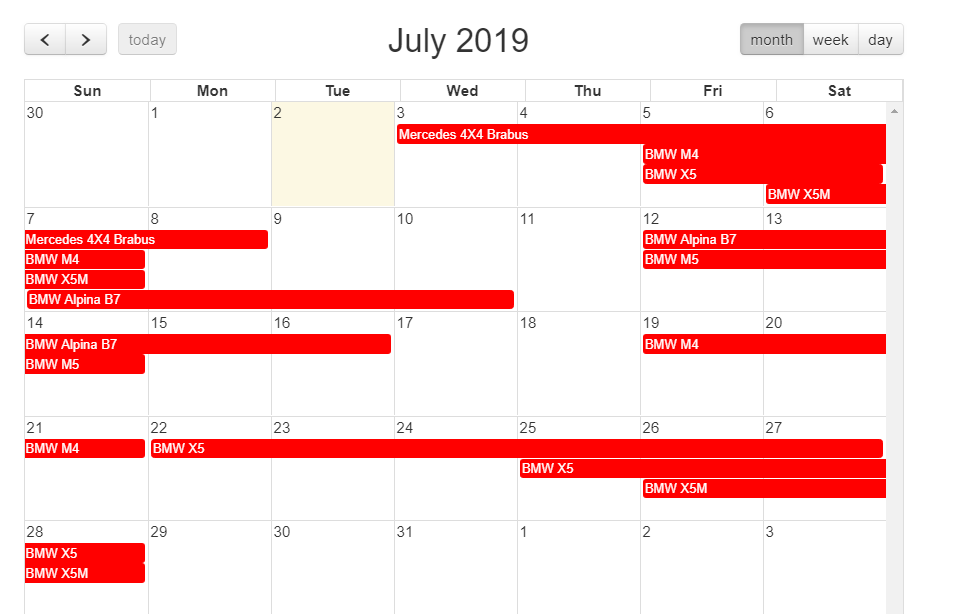 today
July 2019
month week day
Sun Mon Tue Wed Thu Fri Sat
30 1 2 3 4 5 6
Mercedes 4X4 Brabus
BMW M4
BMW X5
BMW X5M
7 8 9 10 11 12 13
Mercedes 4X4 Brabus BMW Alpina B7
BMW M4 BMW M5
BMW X5M
BMW Alpina B7
14 15 16 17 18 19 20
BMW Alpina B7 BMW M4
BMW M5
21 22 23 24 25 26 27
BMW M4 BMW X5
BMW X5
BMW X5M
28 29 30 31 1 2 3
BMW X5
BMW X5M